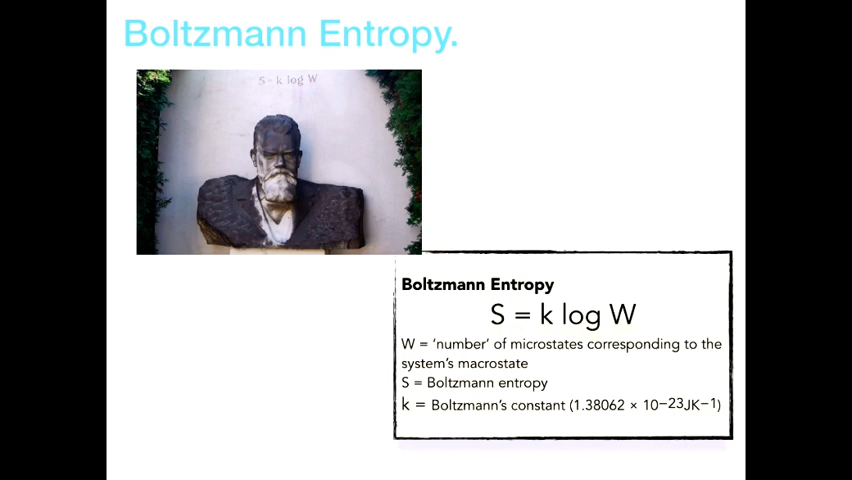 Boltzmann Entropy.
S = k log W
Boltzmann Entropy
S = k log W
W = ‘number’ of microstates corresponding to the
system’s macrostate
S = Boltzmann entropy
k = Boltzmann’s constant (1.38062 × 10−23JK−1)